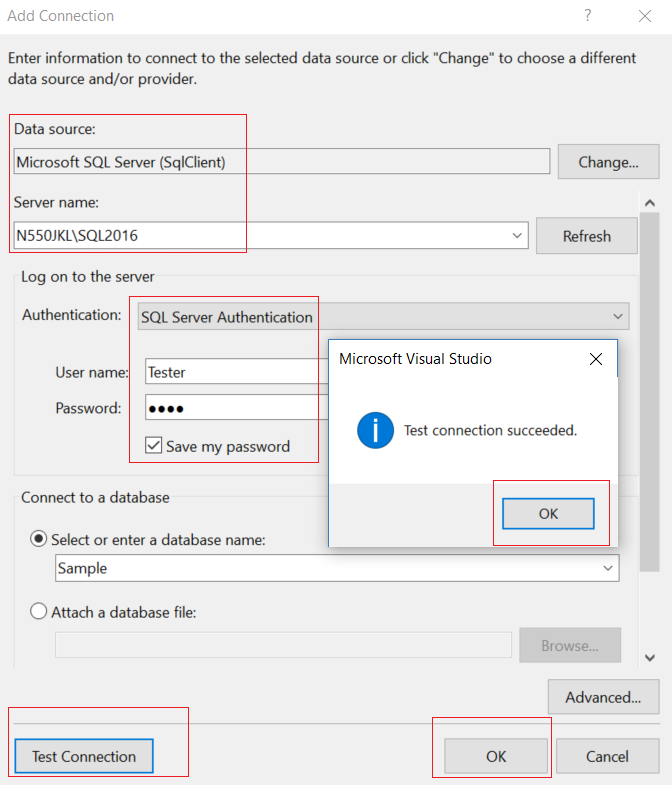 Add Connection
?
Enter information to connect to the selected data source or click "Change" to choose a different
data source and/or provider.
Data source:
Microsoft SQL Server (SqlClient)
Change...
Server name:
N550JKL\SQL2016
Refresh
Log on to the server
Authentication:
SQL Server Authentication
Microsoft Visual Studio
User name:
Tester
Password:
●●●●
Test connection succeeded.
Save my password
OK
Connect to a database
Select or enter a database name:
Sample
Attach a database file:
Browse...
Advanced...
Test Connection
OK
Cancel